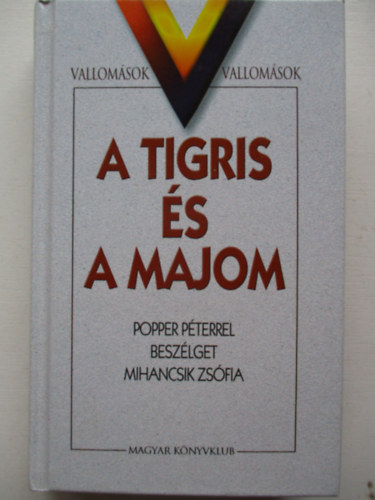 VALLOMÁSOK VALLOMÁSOK
A TIGRIS
ÉS
A MAJOM
POPPER PÉTERREL
BESZÉLGET
MIHANCSIK ZSÓFIA
MAGYAR KÖNYVKLUB